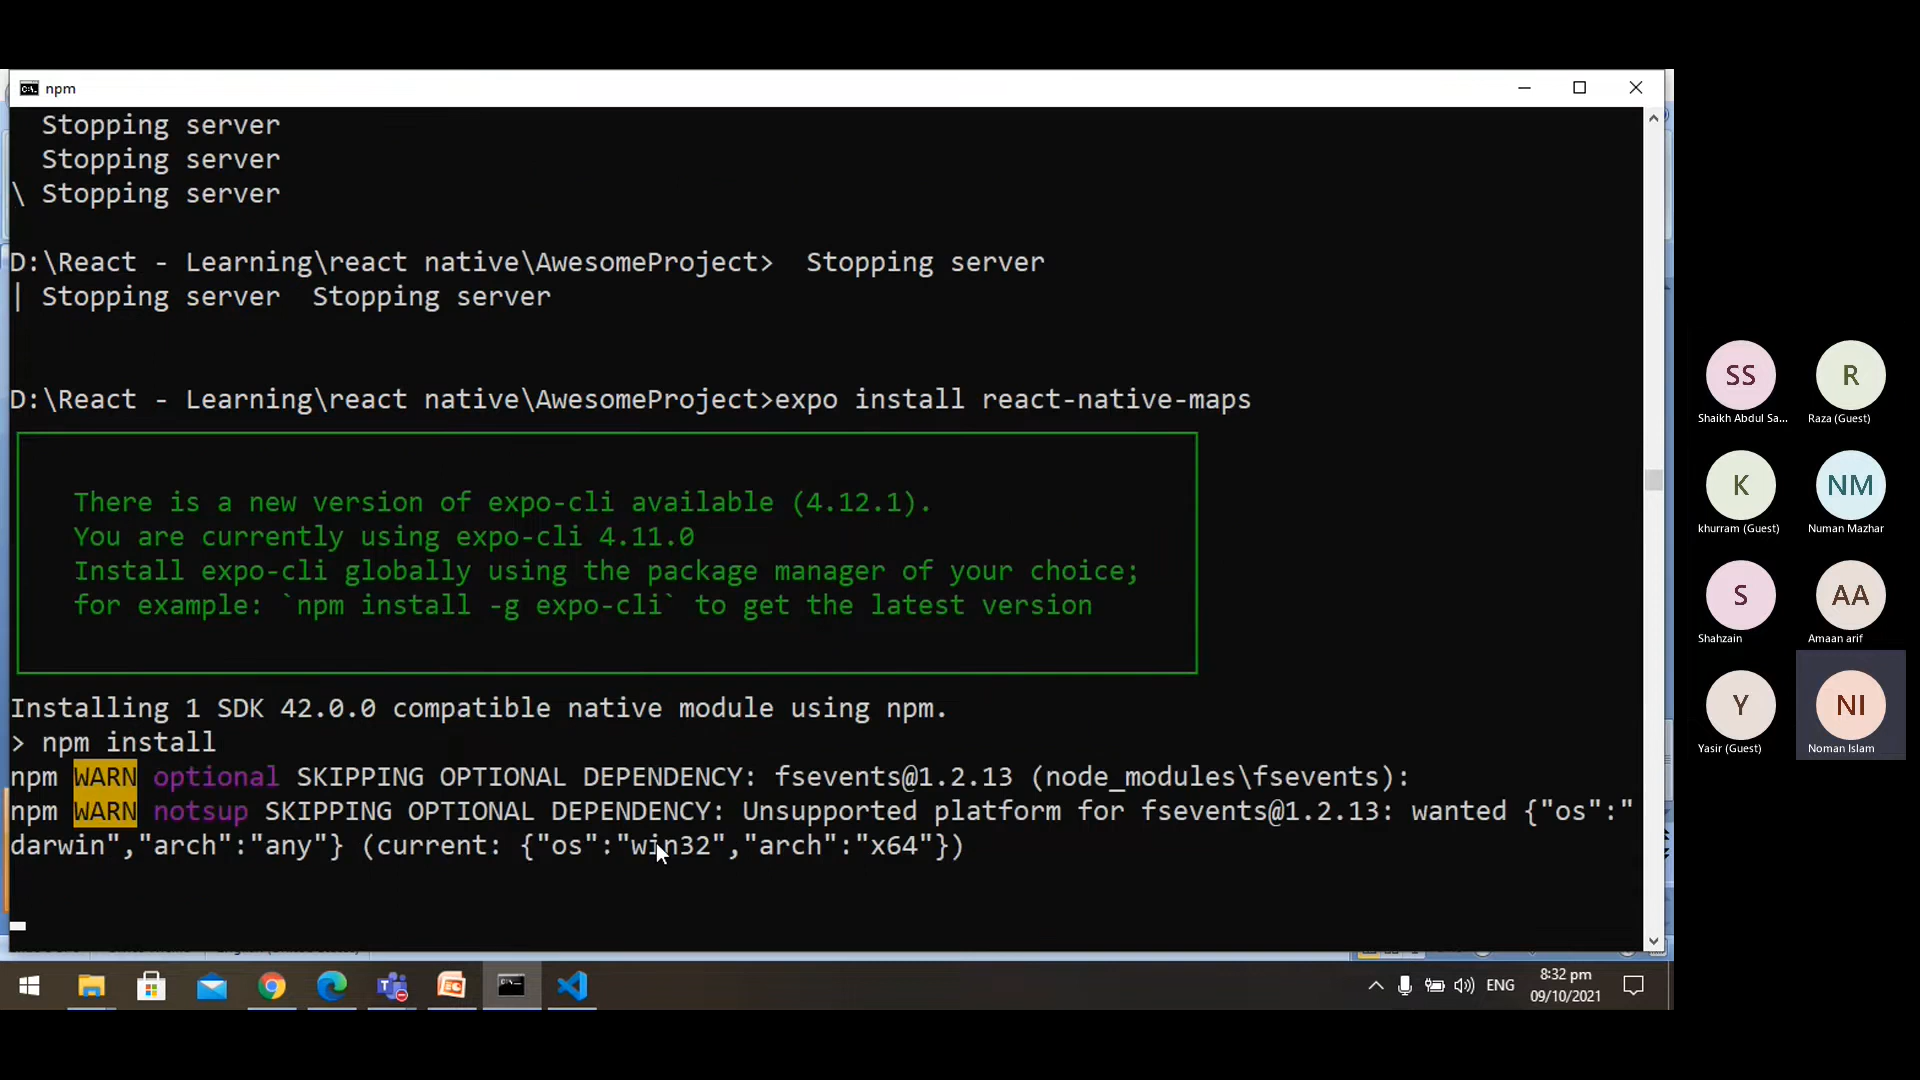 npm
Stopping server
Stopping server
\ Stopping server
D:\React - Learning\react native\AwesomeProject>  Stopping server
| Stopping server  Stopping server
D:\React - Learning\react native\AwesomeProject>expo install react-native-maps
There is a new version of expo-cli available (4.12.1).
You are currently using expo-cli 4.11.0
Install expo-cli globally using the package manager of your choice;
for example: `npm install -g expo-cli` to get the latest version
Installing 1 SDK 42.0.0 compatible native module using npm.
> npm install
npm WARN optional SKIPPING OPTIONAL DEPENDENCY: fsevents@1.2.13 (node_modules\fsevents):
npm WARN notsup SKIPPING OPTIONAL DEPENDENCY: Unsupported platform for fsevents@1.2.13: wanted {"os":"
darwin","arch":"any"} (current: {"os":"win32","arch":"x64"})
SS
Shaikh Abdul Sa...
R
Raza (Guest)
K
khurram (Guest)
NM
Numan Mazhar
S
Shahzain
AA
Amaan arif
Y
Yasir (Guest)
NI
Noman Islam
ENG
8:32 pm
09/10/2021